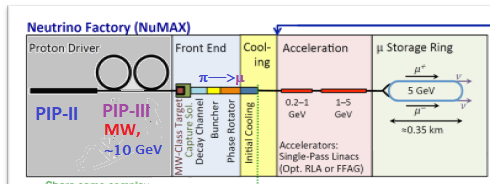 Neutrino Factory (NuMAX)
Proton Driver
PIP-II
PIP-III
MW,
~10 GeV
Front End
π→μ
MW-Class Target
Capture Sol.
Decay Channel
Buncher
Phase Rotator
Cool-
ing
Initial Cooling
Acceleration
0.2–1
GeV
1–5
GeV
Accelerators:
Single-Pass Linacs
(Opt. RLA or FFAG)
μ Storage Ring
μ+
ν
5 GeV
μ−
ν
≈0.35 km